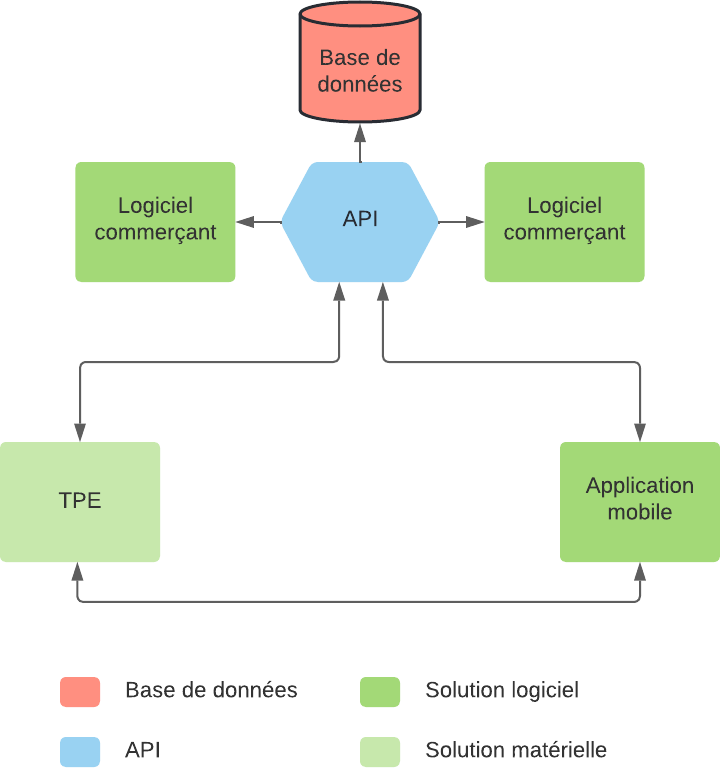 Base de
données
Logiciel
commerçant
API
Logiciel
commerçant
TPE
Application
mobile
Base de données
Solution logiciel
API
Solution matérielle